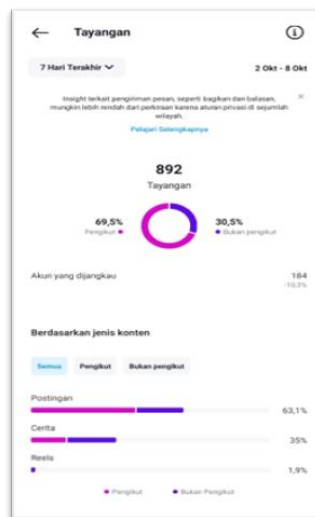 Tayangan
7 Hari Terakhir
2 Okt - 8 Okt
Insight terkait pengiriman pesan, seperti bagikan dan balasan,
mungkin lebih rendah dari perkiraan karena aturan privasi di sejumlah
wilayah.
Pelajari Selengkapnya
892
Tayangan
69,5%
Pengikut
30,5%
Bukan pengikut
Akun yang dijangkau
184
-10,3%
Berdasarkan jenis konten
Semua
Pengikut
Bukan pengikut
Postingan
63,1%
Cerita
35%
Reels
1,9%
Pengikut
Bukan Pengikut